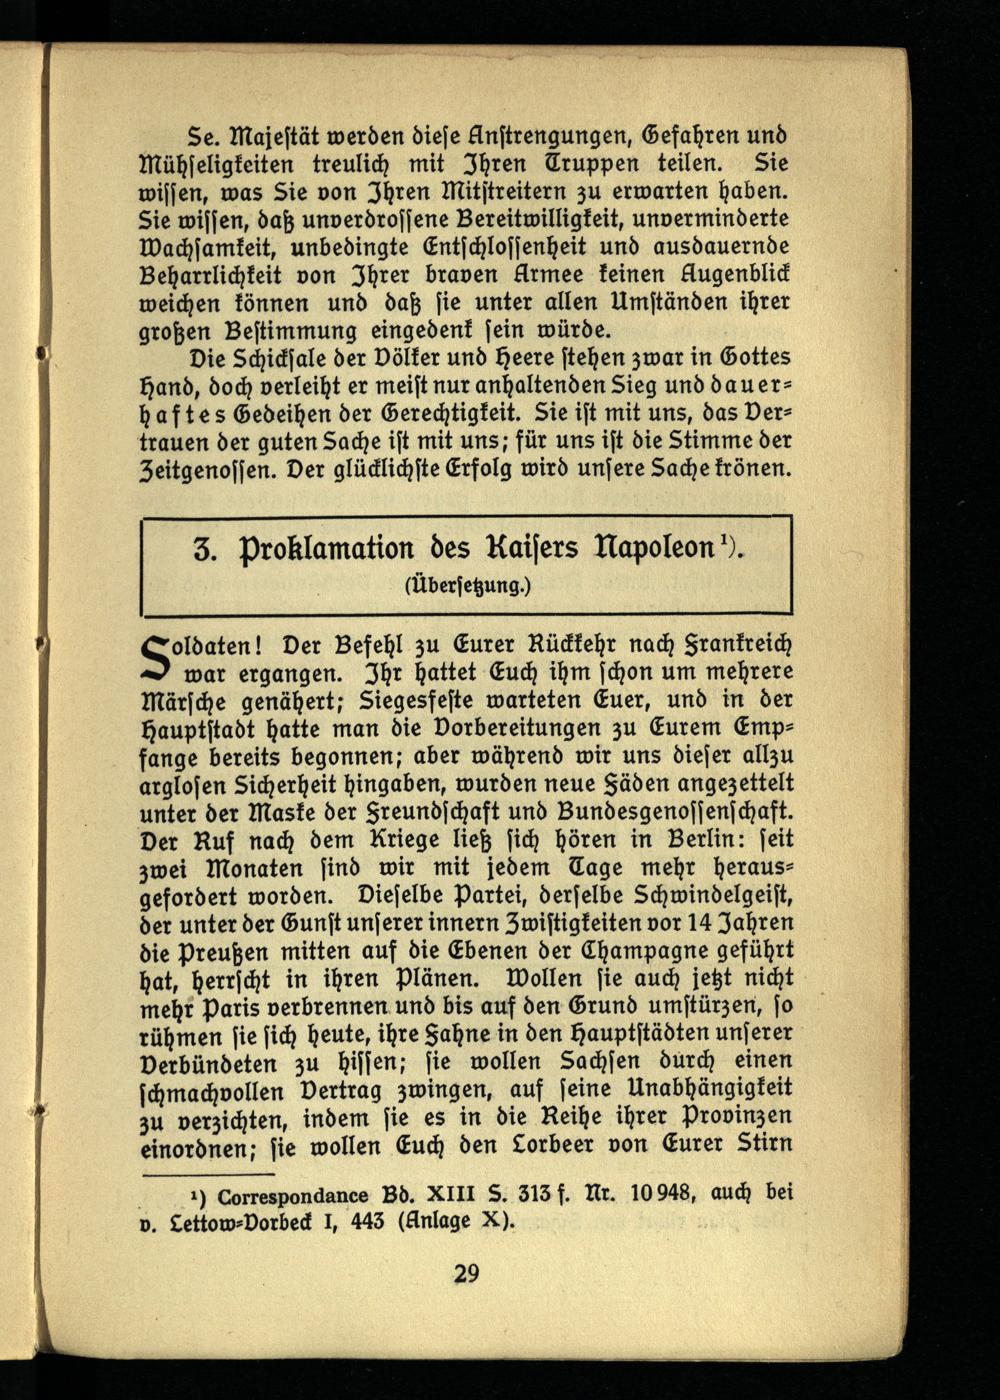 Se. Majestät werden diese Anstrengungen, Gefahren und
Mühseligkeiten treulich mit Ihren Truppen teilen. Sie
wissen, was Sie von Ihren Mitstreitern zu erwarten haben.
Sie wissen, daß unverdrossene Bereitwilligkeit, unverminderte
Wachsamkeit, unbedingte Entschlossenheit und ausdauernde
Beharrlichkeit von Ihrer braven Armee keinen Augenblick
weichen können und daß sie unter allen Umständen ihrer
großen Bestimmung eingedenk sein würde.
Die Schicksale der Völker und Heere stehen zwar in Gottes
Hand, doch verleiht er meist nur anhaltenden Sieg und dauer-
haftes Gedeihen der Gerechtigkeit. Sie ist mit uns, das Ver-
trauen der guten Sache ist mit uns; für uns ist die Stimme der
Zeitgenossen. Der glücklichste Erfolg wird unsere Sache krönen.
3. Proklamation des Kaisers Napoleon¹).
(Übersetzung.)
Soldaten! Der Befehl zu Eurer Rückkehr nach Frankreich
war ergangen. Ihr hattet Euch ihm schon um mehrere
Märsche genähert; Siegesfeste warteten Euer, und in der
Hauptstadt hatte man die Vorbereitungen zu Eurem Emp-
fange bereits begonnen; aber während wir uns dieser allzu
arglosen Sicherheit hingaben, wurden neue Fäden angezettelt
unter der Maske der Freundschaft und Bundesgenossenschaft.
Der Ruf nach dem Kriege ließ sich hören in Berlin: seit
zwei Monaten sind wir mit jedem Tage mehr heraus-
gefordert worden. Dieselbe Partei, derselbe Schwindelgeist,
der unter der Gunst unserer innern Zwistigkeiten vor 14 Jahren
die Preußen mitten auf die Ebenen der Champagne geführt
hat, herrscht in ihren Plänen. Wollen sie auch jetzt nicht
mehr Paris verbrennen und bis auf den Grund umstürzen, so
rühmen sie sich heute, ihre Fahne in den Hauptstädten unserer
Verbündeten zu hissen; sie wollen Sachsen durch einen
schmachvollen Vertrag zwingen, auf seine Unabhängigkeit
zu verzichten, indem sie es in die Reihe ihrer Provinzen
einordnen; sie wollen Euch den Lorbeer von Eurer Stirn
¹) Correspondance Bd. XIII S. 313 f. Nr. 10 948, auch bei
v. Lettow-Vorbeck I, 443 (Anlage X).
29